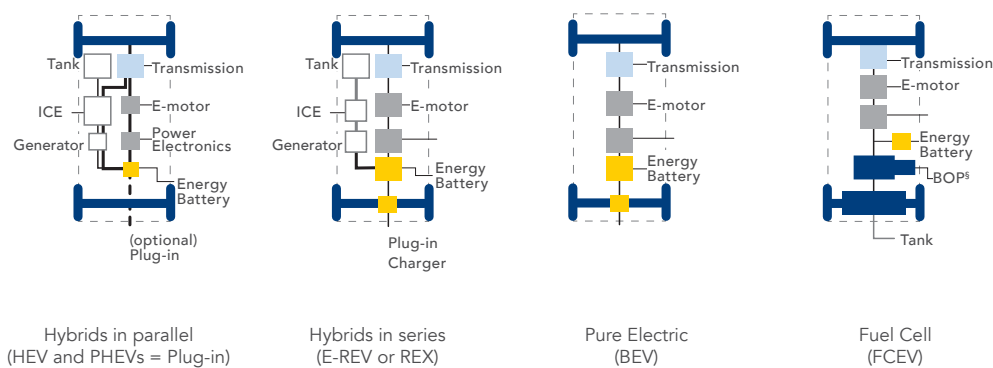 Tank
Transmission
ICE
E-motor
Generator
Power
Electronics
Energy
Battery
(optional)
Plug-in
Hybrids in parallel
(HEV and PHEVs = Plug-in)
Tank
Transmission
ICE
E-motor
Generator
Energy
Battery
Plug-in
Charger
Hybrids in series
(E-REV or REX)
Transmission
E-motor
Energy
Battery
Pure Electric
(BEV)
Transmission
E-motor
Energy
Battery
BOP§
Tank
Fuel Cell
(FCEV)